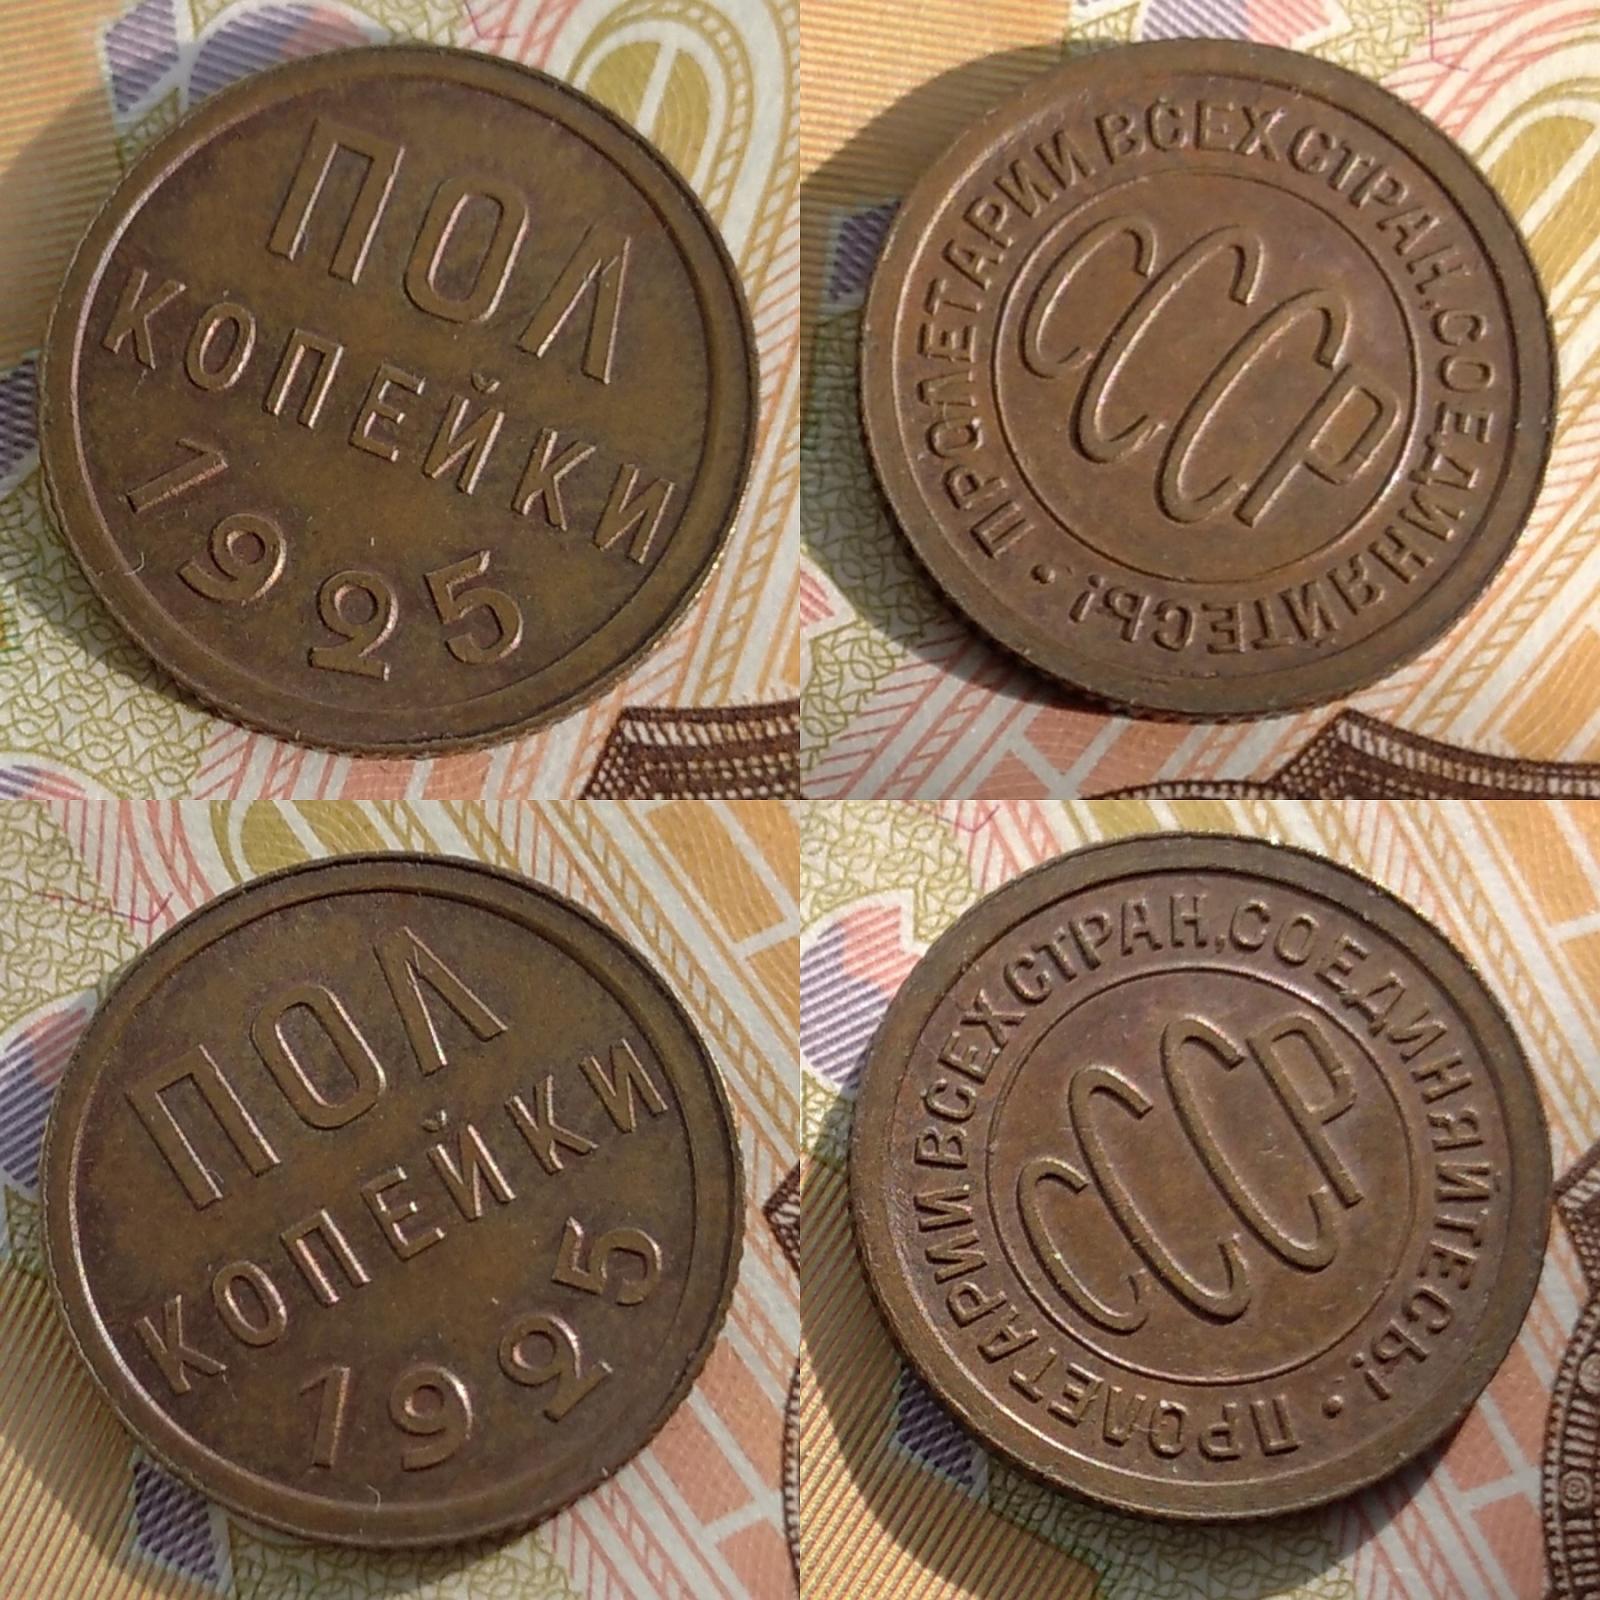 ПОЛ
КОПЕЙКИ
1925
ПРОЛЕТАРИИ ВСЕХ СТРАН, СОЕДИНЯЙТЕСЬ! •
СССР
ПОЛ
КОПЕЙКИ
1925
ПРОЛЕТАРИИ ВСЕХ СТРАН, СОЕДИНЯЙТЕСЬ! •
СССР